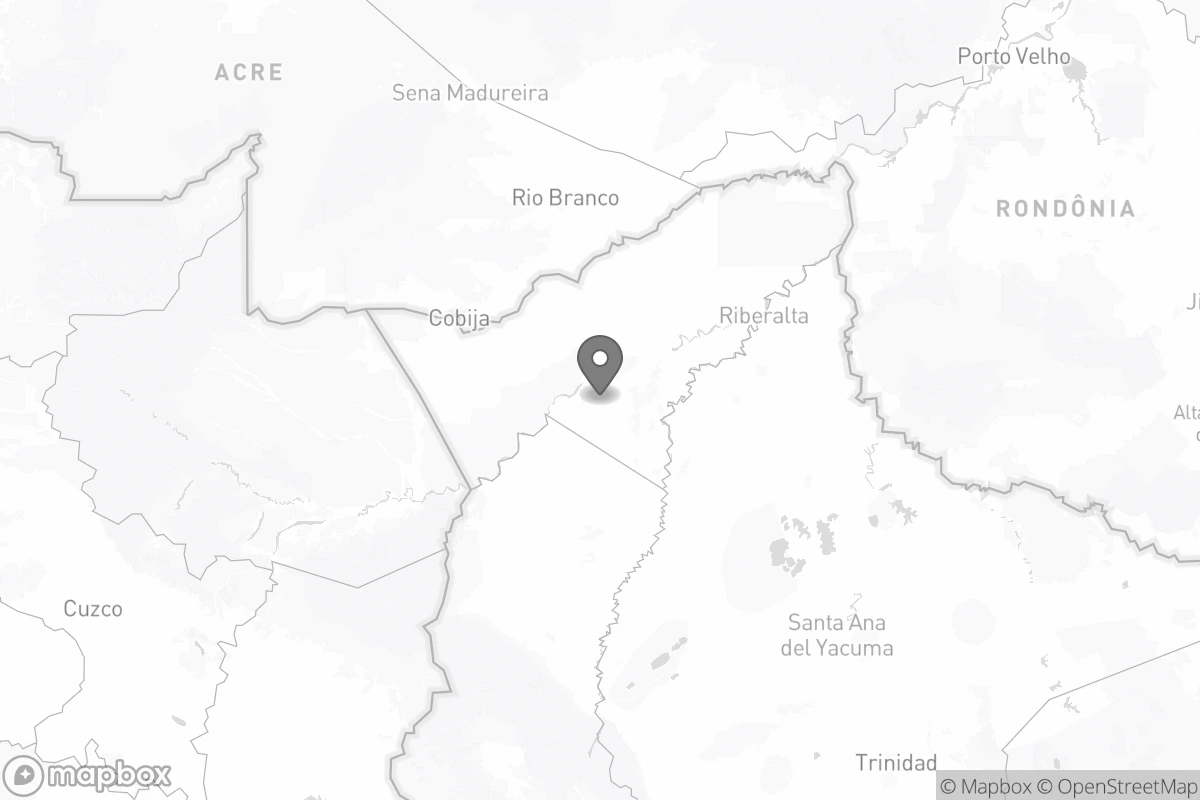 Porto Velho
ACRE
Sena Madureira
Rio Branco
RONDÔNIA
Ji
Riberalta
Cobija
Alta
Cuzco
Santa Ana
del Yacuma
Trinidad
mapbox
© Mapbox © OpenStreetMap